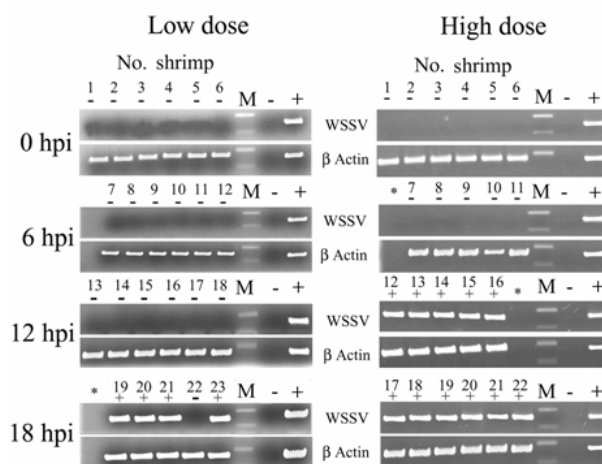 Low dose High dose
No. shrimp No. shrimp
1 2 3 4 5 6 M - + 1 2 3 4 5 6 M - +
- - - - - - - - - - - -
0 hpi WSSV
β Actin
7 8 9 10 11 12 M - + * 7 8 9 10 11 M - +
- - - - - - - - - - -
6 hpi WSSV
β Actin
13 14 15 16 17 18 M - + 12 13 14 15 16 * M - +
- - - - - - + + + + +
12 hpi WSSV
β Actin
* 19 20 21 22 23 M - + 17 18 19 20 21 22 M - +
+ + + - + + + + + + +
18 hpi WSSV
β Actin